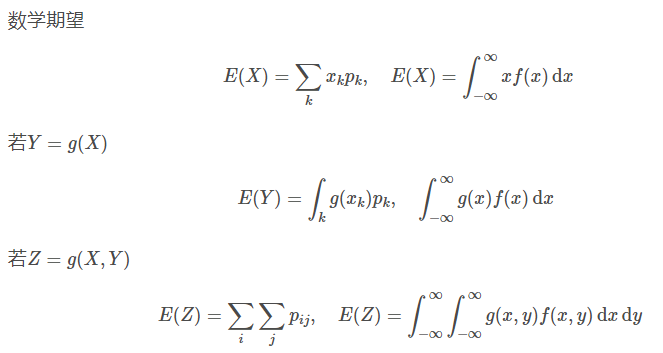 数学期望
E(X) = ∑_k x_k p_k, E(X) = ∫_{-∞}^{∞} x f(x) dx
若Y = g(X)
E(Y) = ∫_k g(x_k) p_k, ∫_{-∞}^{∞} g(x) f(x) dx
若Z = g(X, Y)
E(Z) = ∑_i ∑_j p_{ij}, E(Z) = ∫_{-∞}^{∞} ∫_{-∞}^{∞} g(x, y) f(x, y) dx dy